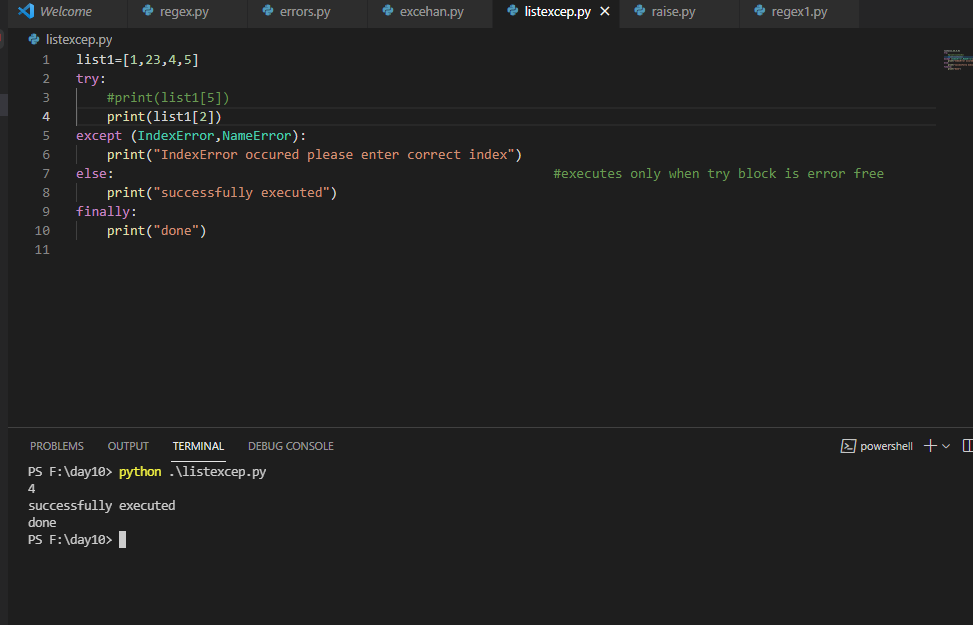 Welcome regex.py errors.py excehan.py listexcep.py raise.py regex1.py
listexcep.py
1 list1=[1,23,4,5]
2 try:
3 #print(list1[5])
4 print(list1[2])
5 except (IndexError,NameError):
6 print("IndexError occured please enter correct index")
7 else: #executes only when try block is error free
8 print("successfully executed")
9 finally:
10 print("done")
11
PROBLEMS OUTPUT TERMINAL DEBUG CONSOLE powershell
PS F:\day10> python .\listexcep.py
4
successfully executed
done
PS F:\day10>